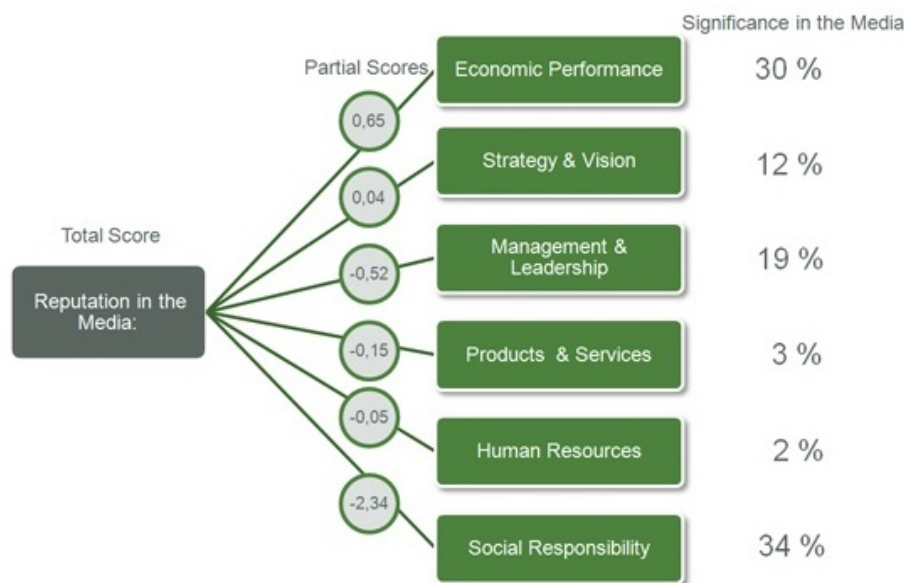 Significance in the Media
Partial Scores
Economic Performance
30 %
0,65
Strategy & Vision
12 %
0,04
Total Score
Management &
Leadership
19 %
-0,52
Reputation in the
Media:
Products & Services
3 %
-0,15
Human Resources
2 %
-0,05
Social Responsibility
34 %
-2,34